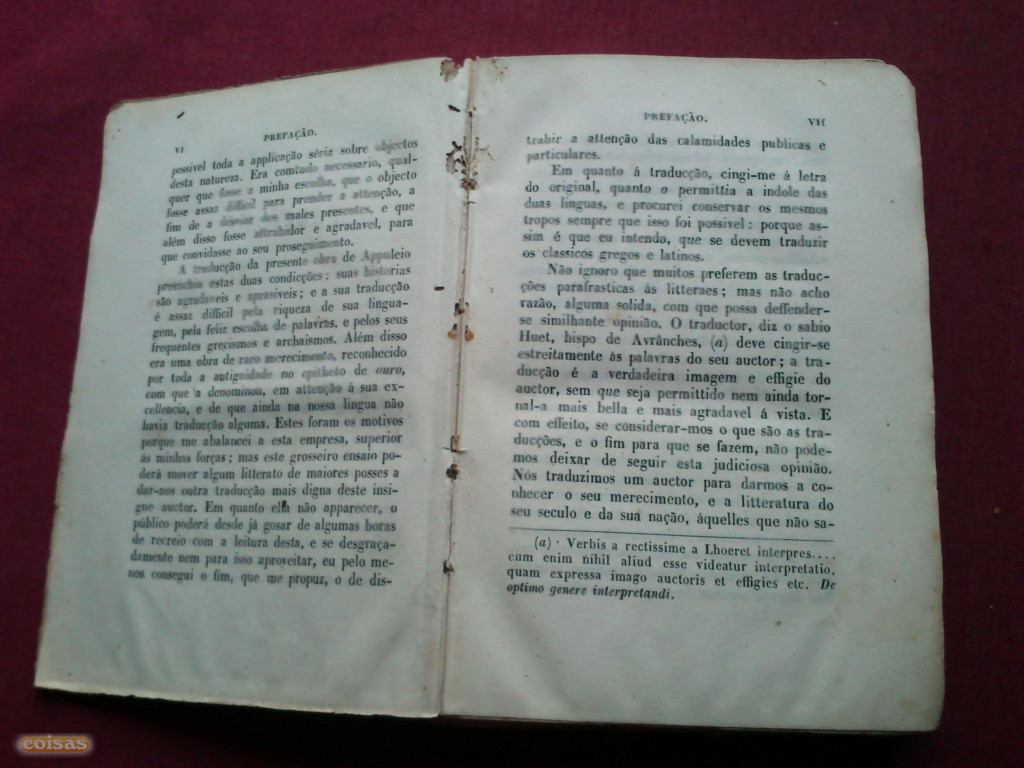 VI
PREFAÇÃO.
possivel toda a applicação séria sobre objectos
desta natureza. Era comtudo necessario, qual-
quer que fosse a minha escolha, que o objecto
fosse assaz difficil para prender a attenção, a
fim de a desviar dos males presentes, e que
além disso fosse attrahidor e agradavel, para
que convidasse ao seu proseguimento.
A traducção da presente obra de Appuleio
preenchia estas duas condicções: suas historias
são agradaveis e aprasiveis; e a sua traducção
é assaz difficil pela riqueza de sua lingua-
gem, pela feliz escolha de palavras, e pelos seus
frequentes grecismos e archaismos. Além disso
era uma obra de raro merecimento, reconhecido
por toda a antiguidade no epitheto de ouro,
com que a denominou, em attenção á sua ex-
cellencia, e de que ainda na nossa lingua não
havia traducção alguma. Estes foram os motivos
porque me abalancei a esta empresa, superior
ás minhas forças; mas este grosseiro ensaio po-
derá mover algum litterato de maiores posses a
dar-nos outra traducção mais digna deste insi-
gne auctor. Em quanto ella não apparecer, o
público poderá desde já gosar de algumas horas
de recreio com a leitura desta, e se desgraça-
damente nem para isso aproveitar, eu pelo me-
nos consegui o fim, que me propuz, o de dis-
PREFAÇÃO.
VII
trahir a attenção das calamidades publicas e
particulares.
Em quanto á traducção, cingi-me á letra
do original, quanto o permittia a indole das
duas linguas, e procurei conservar os mesmos
tropos sempre que isso foi possivel: porque as-
sim é que eu intendo, que se devem traduzir
os classicos gregos e latinos.
Não ignoro que muitos preferem as traduc-
ções parafrasticas ás litteraes; mas não acho
razão, alguma solida, com que possa deffender-
se similhante opinião. O traductor, diz o sabio
Huet, bispo de Avrânches, (a) deve cingir-se
estreitamente ás palavras do seu auctor; a tra-
ducção é a verdadeira imagem e effigie do
auctor, sem que seja permittido nem ainda tor-
nal-a mais bella e mais agradavel á vista. E
com effeito, se considerar-mos o que são as tra-
ducções, e o fim para que se fazem, não pode-
mos deixar de seguir esta judiciosa opinião.
Nós traduzimos um auctor para darmos a co-
nhecer o seu merecimento, e a litteratura do
seu seculo e da sua nação, áquelles que não sa-
(a) Verbis a rectissime a Lhoeret interpres....
cum enim nihil aliud esse videatur interpretatio,
quam expressa imago auctoris et effigies etc. De
optimo genere interpretandi.
coisas